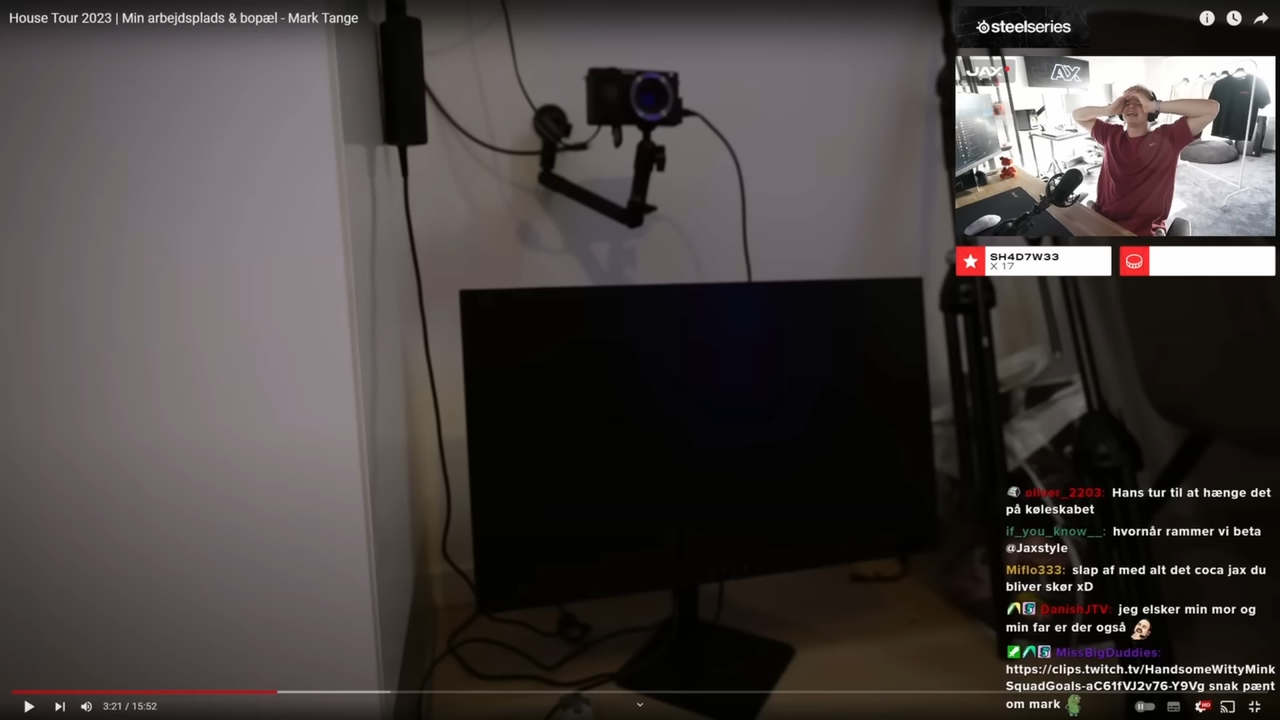 House Tour 2023 | Min arbejdsplads & bopæl - Mark Tange
steelseries
JAX
AX
SH4D7W33
X 17
oliver_2203: Hans tur til at hænge det
på køleskabet
if_you_know__: hvornår rammer vi beta
@Jaxstyle
Miflo333: slap af med alt det coca jax du
bliver skør xD
DanishJTV: jeg elsker min mor og
min far er der også
MissBigDuddies:
https://clips.twitch.tv/HandsomeWittyMink
SquadGoals-aC61fVJ2v76-Y9Vg snak pænt
om mark
3:21 / 15:52
HD